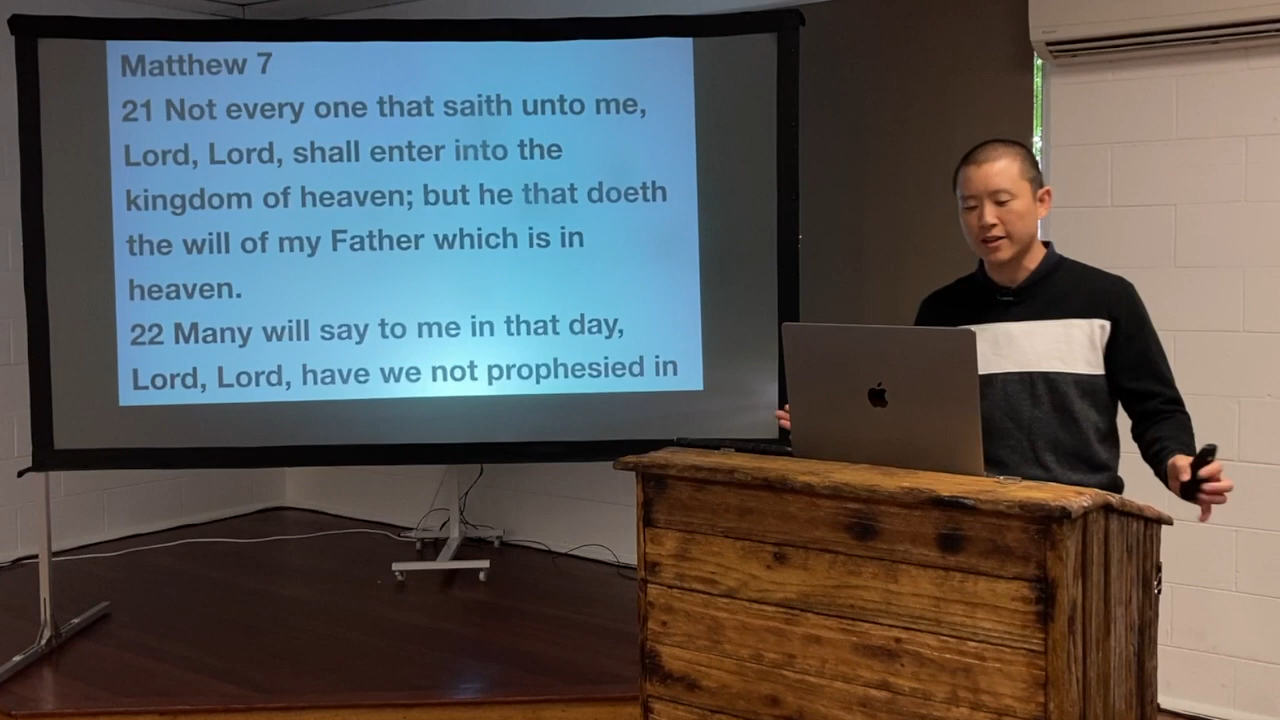 Matthew 7
21 Not every one that saith unto me,
Lord, Lord, shall enter into the
kingdom of heaven; but he that doeth
the will of my Father which is in
heaven.
22 Many will say to me in that day,
Lord, Lord, have we not prophesied in